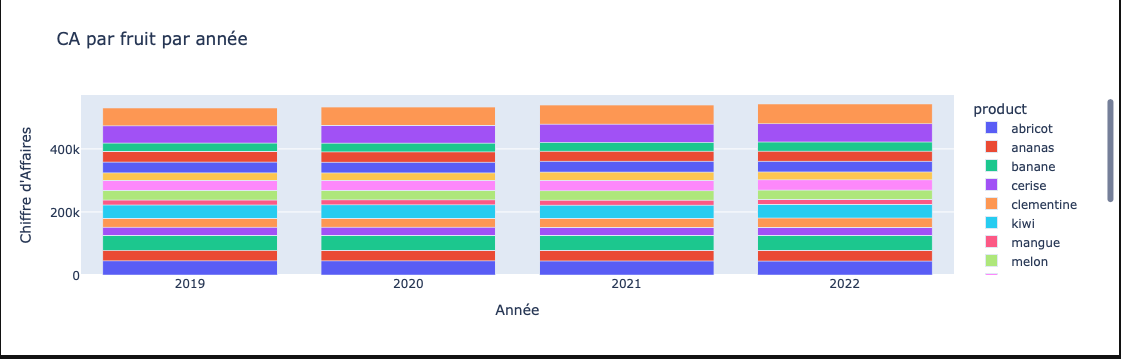 CA par fruit par année
Chiffre d'Affaires
400k
200k
0
2019
2020
2021
2022
Année
product
abricot
ananas
banane
cerise
clementine
kiwi
mangue
melon